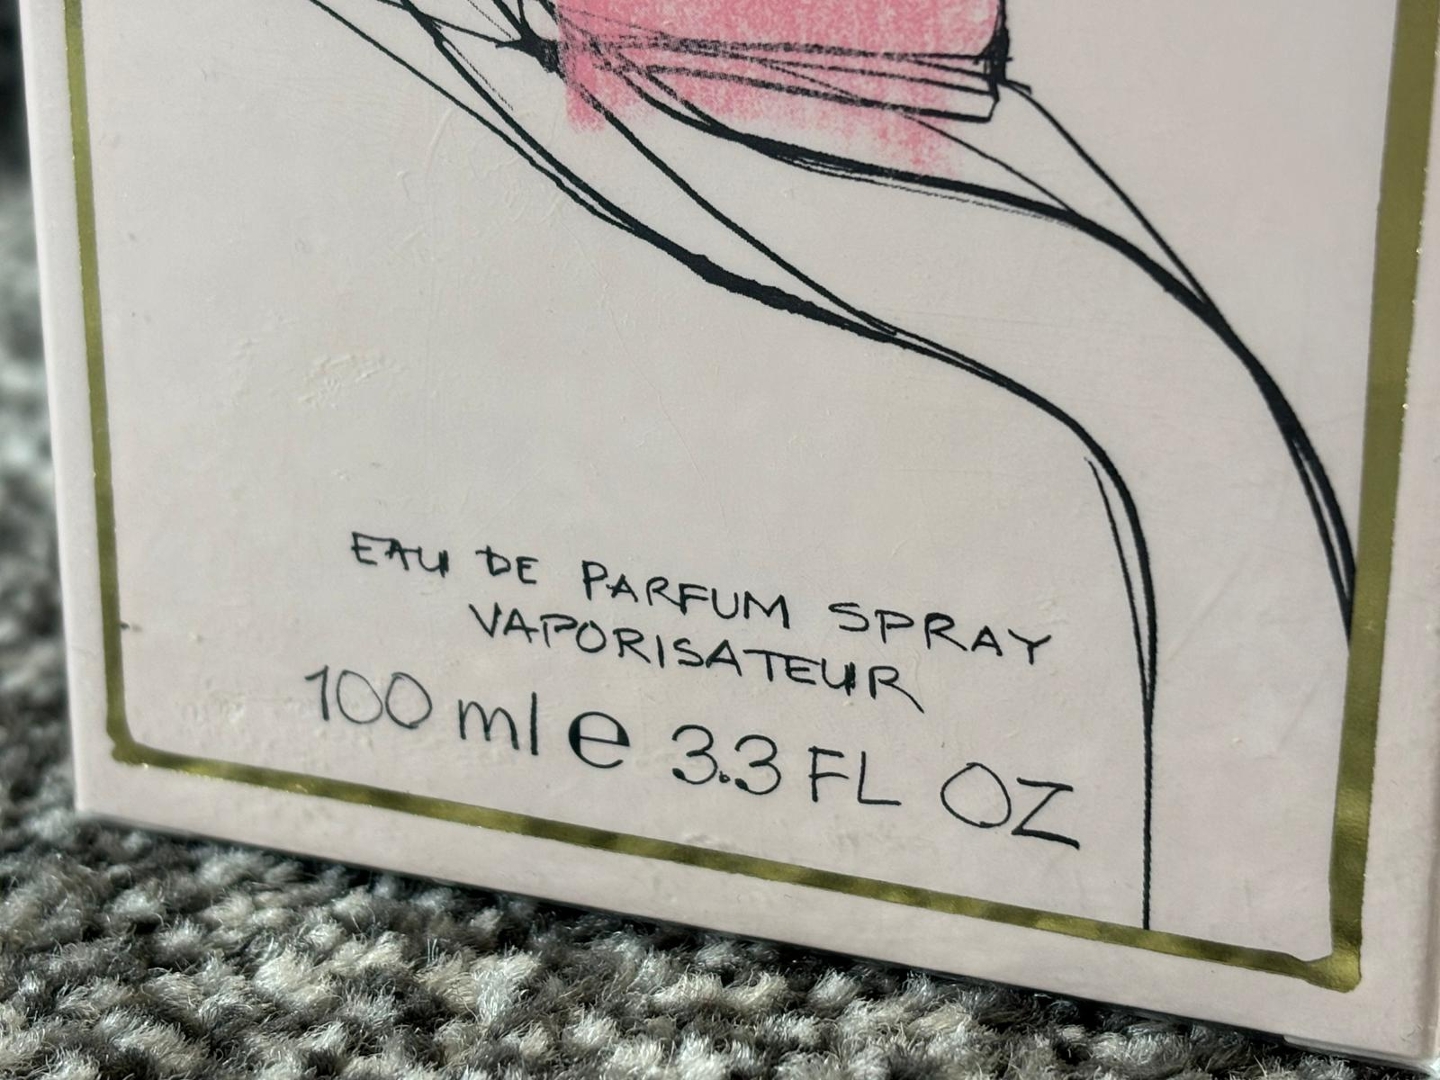 EAU DE PARFUM SPRAY
VAPORISATEUR
100 ml e 3.3 FL OZ